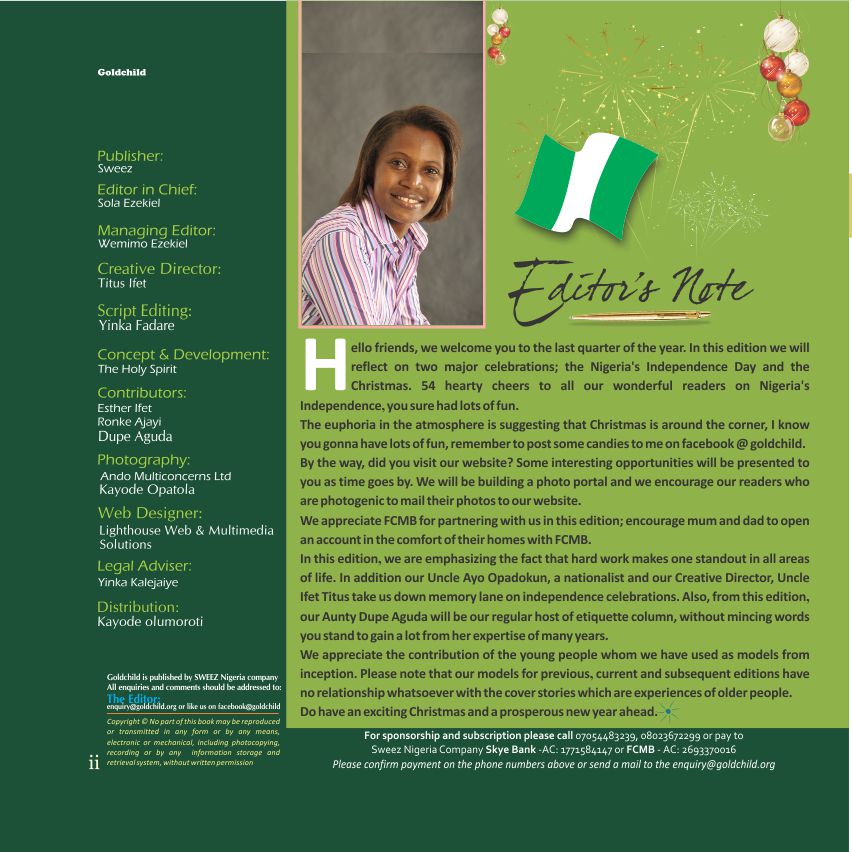 Goldchild
Publisher:
Sweez
Editor in Chief:
Sola Ezekiel
Managing Editor:
Wemimo Ezekiel
Creative Director:
Titus Ifet
Script Editing:
Yinka Fadare
Concept & Development:
The Holy Spirit
Contributors:
Esther Ifet
Ronke Ajayi
Dupe Aguda
Photography:
Ando Multiconcerns Ltd
Kayode Opatola
Web Designer:
Lighthouse Web & Multimedia
Solutions
Legal Adviser:
Yinka Kalejaiye
Distribution:
Kayode olumoroti
Goldchild is published by SWEEZ Nigeria company
All enquiries and comments should be addressed to:
The Editor:
enquiry@goldchild.org or like us on facebook@goldchild
Copyright © No part of this book may be reproduced
or transmitted in any form or by any means,
electronic or mechanical, including photocopying,
recording or by any information storage and
retrieval system, without written permission
ii
Editor's Note
Hello friends, we welcome you to the last quarter of the year. In this edition we will
reflect on two major celebrations; the Nigeria's Independence Day and the
Christmas. 54 hearty cheers to all our wonderful readers on Nigeria's
Independence, you sure had lots of fun.
The euphoria in the atmosphere is suggesting that Christmas is around the corner, I know
you gonna have lots of fun, remember to post some candies to me on facebook @ goldchild.
By the way, did you visit our website? Some interesting opportunities will be presented to
you as time goes by. We will be building a photo portal and we encourage our readers who
are photogenic to mail their photos to our website.
We appreciate FCMB for partnering with us in this edition; encourage mum and dad to open
an account in the comfort of their homes with FCMB.
In this edition, we are emphasizing the fact that hard work makes one standout in all areas
of life. In addition our Uncle Ayo Opadokun, a nationalist and our Creative Director, Uncle
Ifet Titus take us down memory lane on independence celebrations. Also, from this edition,
our Aunty Dupe Aguda will be our regular host of etiquette column, without mincing words
you stand to gain a lot from her expertise of many years.
We appreciate the contribution of the young people whom we have used as models from
inception. Please note that our models for previous, current and subsequent editions have
no relationship whatsoever with the cover stories which are experiences of older people.
Do have an exciting Christmas and a prosperous new year ahead.
For sponsorship and subscription please call 07054483239, 08023672299 or pay to
Sweez Nigeria Company Skye Bank -AC: 1771584147 or FCMB - AC: 2693370016
Please confirm payment on the phone numbers above or send a mail to the enquiry@goldchild.org